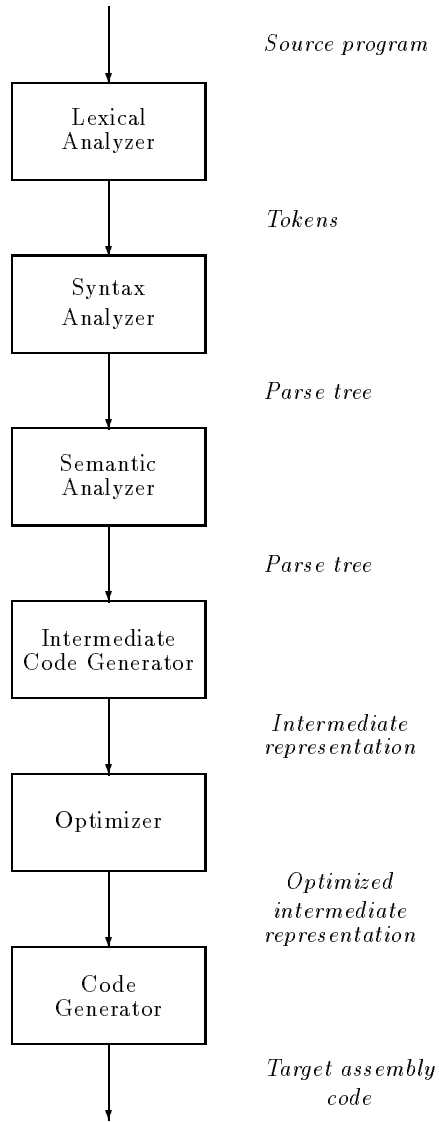 Source program
Lexical
Analyzer
Tokens
Syntax
Analyzer
Parse tree
Semantic
Analyzer
Parse tree
Intermediate
Code Generator
Intermediate
representation
Optimizer
Optimized
intermediate
representation
Code
Generator
Target assembly
code